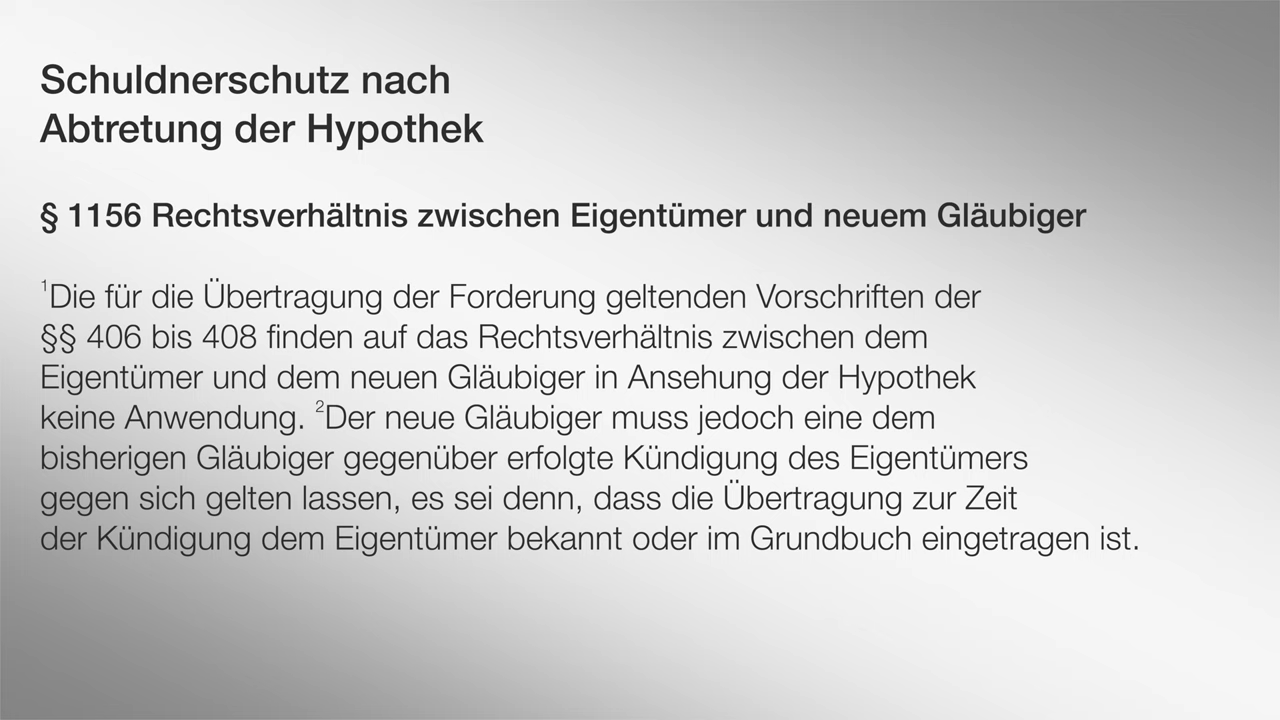 Schuldnerschutz nach
Abtretung der Hypothek
§ 1156 Rechtsverhältnis zwischen Eigentümer und neuem Gläubiger
¹Die für die Übertragung der Forderung geltenden Vorschriften der
§§ 406 bis 408 finden auf das Rechtsverhältnis zwischen dem
Eigentümer und dem neuen Gläubiger in Ansehung der Hypothek
keine Anwendung. ²Der neue Gläubiger muss jedoch eine dem
bisherigen Gläubiger gegenüber erfolgte Kündigung des Eigentümers
gegen sich gelten lassen, es sei denn, dass die Übertragung zur Zeit
der Kündigung dem Eigentümer bekannt oder im Grundbuch eingetragen ist.